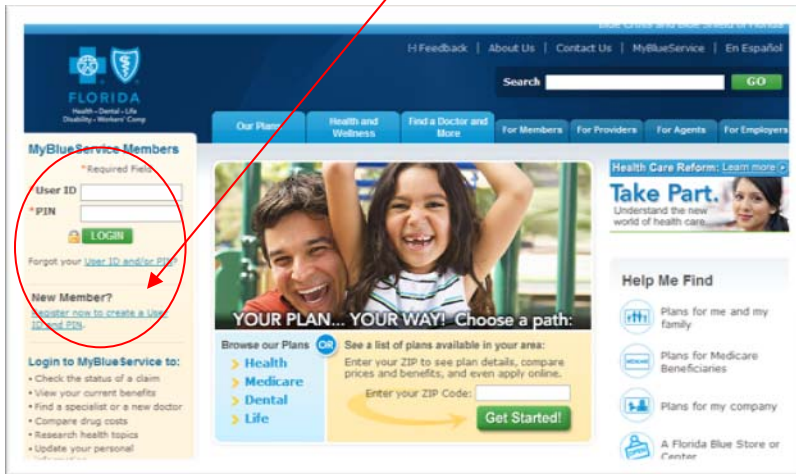 Blue Cross and Blue Shield of Florida
[+] Feedback | About Us | Contact Us | MyBlueService | En Español
Search GO
FLORIDA
Health - Dental - Life
Disability - Workers' Comp
Our Plans
Health and Wellness
Find a Doctor and More
For Members
For Providers
For Agents
For Employers
MyBlueService Members
*Required Field
*User ID
*PIN
LOGIN
Forgot your User ID and/or PIN?
New Member?
Register now to create a User
ID and PIN.
Login to MyBlueService to:
• Check the status of a claim
• View your current benefits
• Find a specialist or a new doctor
• Compare drug costs
• Research health topics
• Update your personal
information
YOUR PLAN... YOUR WAY! Choose a path:
Browse our Plans
> Health
> Medicare
> Dental
> Life
OR
See a list of plans available in your area:
Enter your ZIP to see plan details, compare
prices and benefits, and even apply online.
Enter your ZIP Code:
Get Started!
Health Care Reform: Learn more
Take Part.
Understand the new
world of health care
Help Me Find
Plans for me and my
family
MEDICARE
Plans for Medicare
Beneficiaries
Plans for my company
OPEN
A Florida Blue Store or
Center